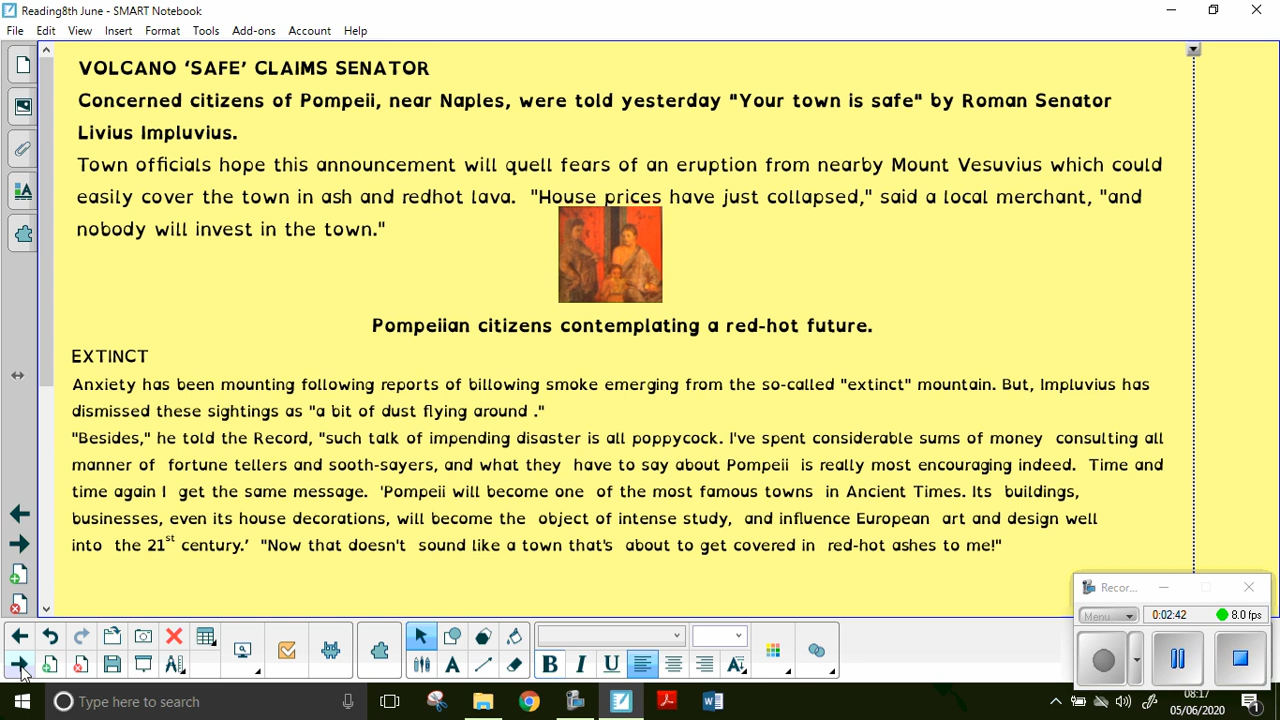 Reading8th June - SMART Notebook
File Edit View Insert Format Tools Add-ons Account Help
VOLCANO ‘SAFE’ CLAIMS SENATOR
Concerned citizens of Pompeii, near Naples, were told yesterday "Your town is safe" by Roman Senator
Livius Impluvius.
Town officials hope this announcement will quell fears of an eruption from nearby Mount Vesuvius which could
easily cover the town in ash and redhot lava. "House prices have just collapsed," said a local merchant, "and
nobody will invest in the town."
Pompeiian citizens contemplating a red-hot future.
EXTINCT
Anxiety has been mounting following reports of billowing smoke emerging from the so-called "extinct" mountain. But, Impluvius has
dismissed these sightings as "a bit of dust flying around ."
"Besides," he told the Record, "such talk of impending disaster is all poppycock. I've spent considerable sums of money consulting all
manner of fortune tellers and sooth-sayers, and what they have to say about Pompeii is really most encouraging indeed. Time and
time again I get the same message. 'Pompeii will become one of the most famous towns in Ancient Times. Its buildings,
businesses, even its house decorations, will become the object of intense study, and influence European art and design well
into the 21st century.’ "Now that doesn't sound like a town that's about to get covered in red-hot ashes to me!"
Recor...
Menu
0:02:42
8.0 fps
B I U
A
Type here to search
08:17
05/06/2020